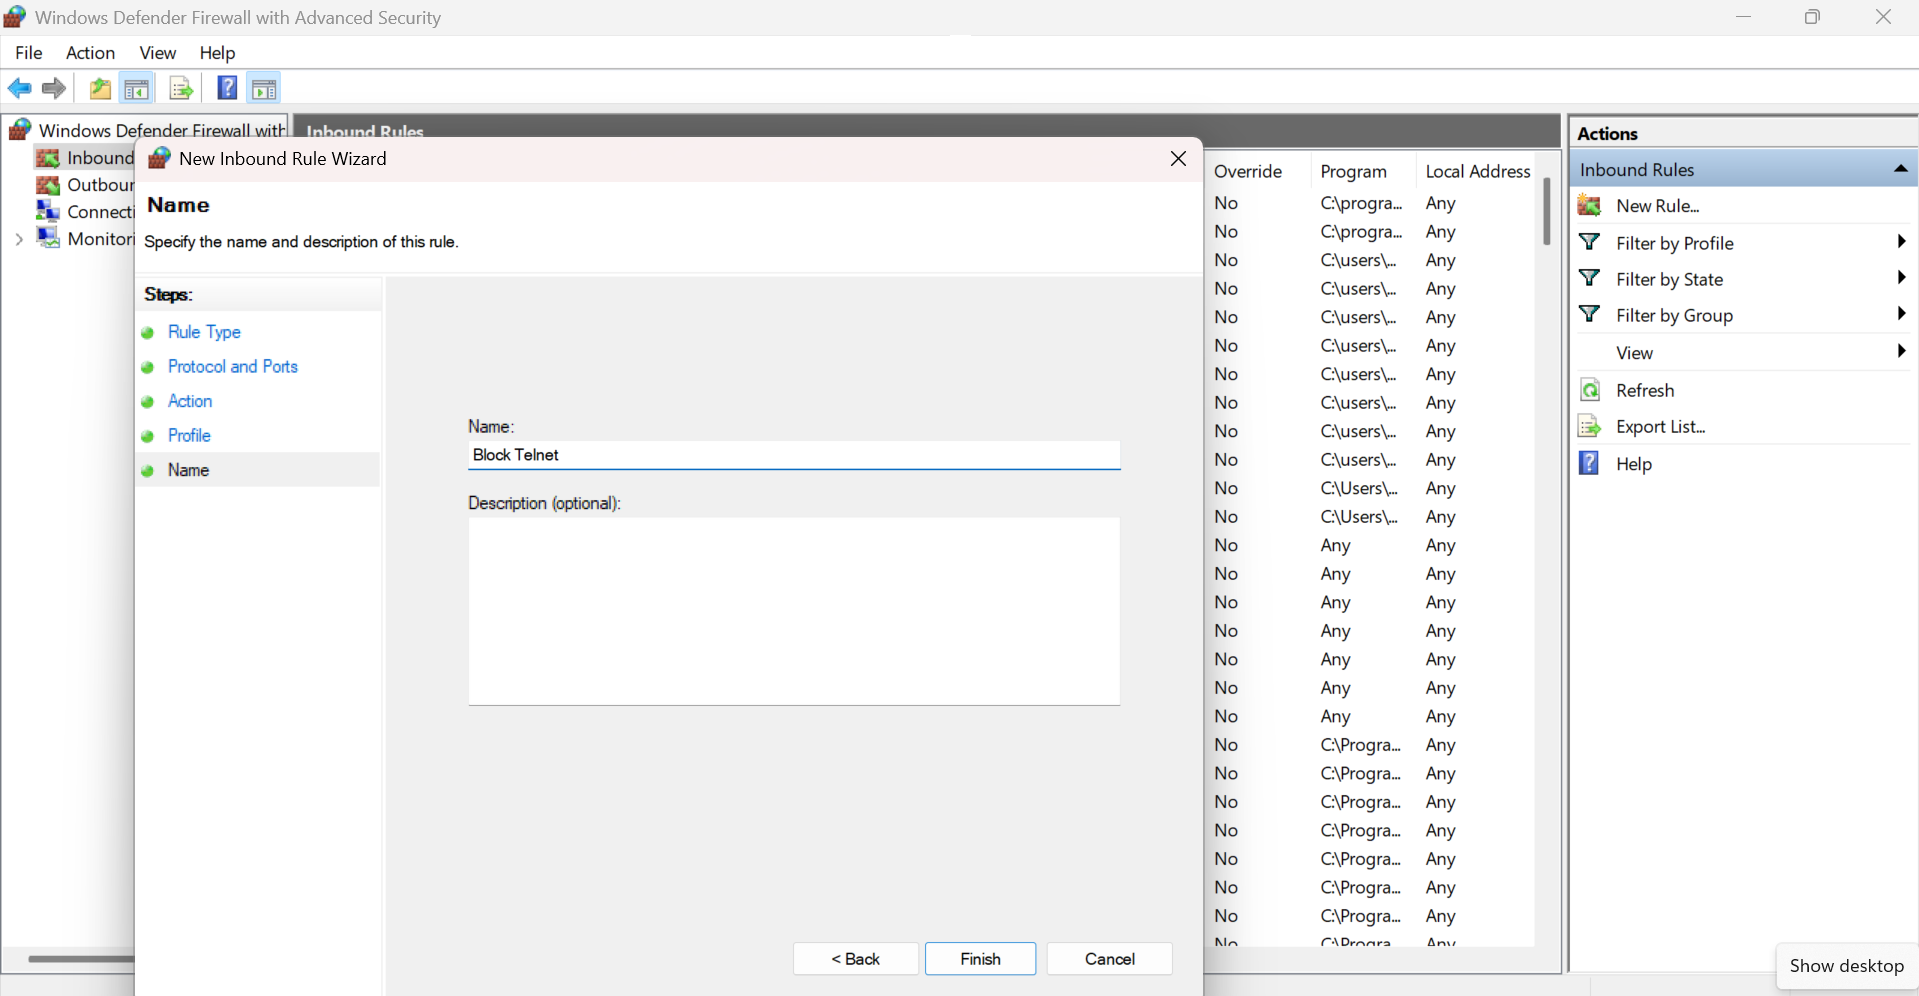 Windows Defender Firewall with Advanced Security
File Action View Help
Windows Defender Firewall with
Inbound
Outbour
Connecti
Monitori
Inbound Rules
New Inbound Rule Wizard
Name
Specify the name and description of this rule.
Steps:
Rule Type
Protocol and Ports
Action
Profile
Name
Name:
Block Telnet
Description (optional):
< Back Finish Cancel
Override Program Local Address
No C:\progra... Any
No C:\progra... Any
No C:\users\... Any
No C:\users\... Any
No C:\users\... Any
No C:\users\... Any
No C:\users\... Any
No C:\users\... Any
No C:\users\... Any
No C:\users\... Any
No C:\Users\... Any
No C:\Users\... Any
No Any Any
No Any Any
No Any Any
No Any Any
No Any Any
No Any Any
No Any Any
No C:\Progra... Any
No C:\Progra... Any
No C:\Progra... Any
No C:\Progra... Any
No C:\Progra... Any
No C:\Progra... Any
No C:\Progra... Any
No C:\Progra Any
Actions
Inbound Rules
New Rule...
Filter by Profile
Filter by State
Filter by Group
View
Refresh
Export List...
Help
Show desktop